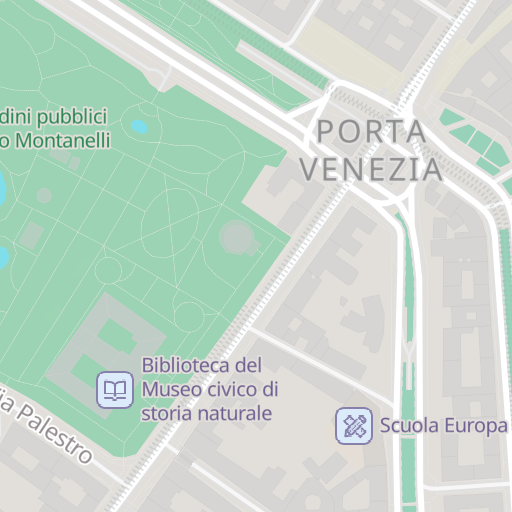 dini pubblici
o Montanelli
PORTA
VENEZIA
Biblioteca del
Museo civico di
storia naturale
Scuola Europa
ia Palestro